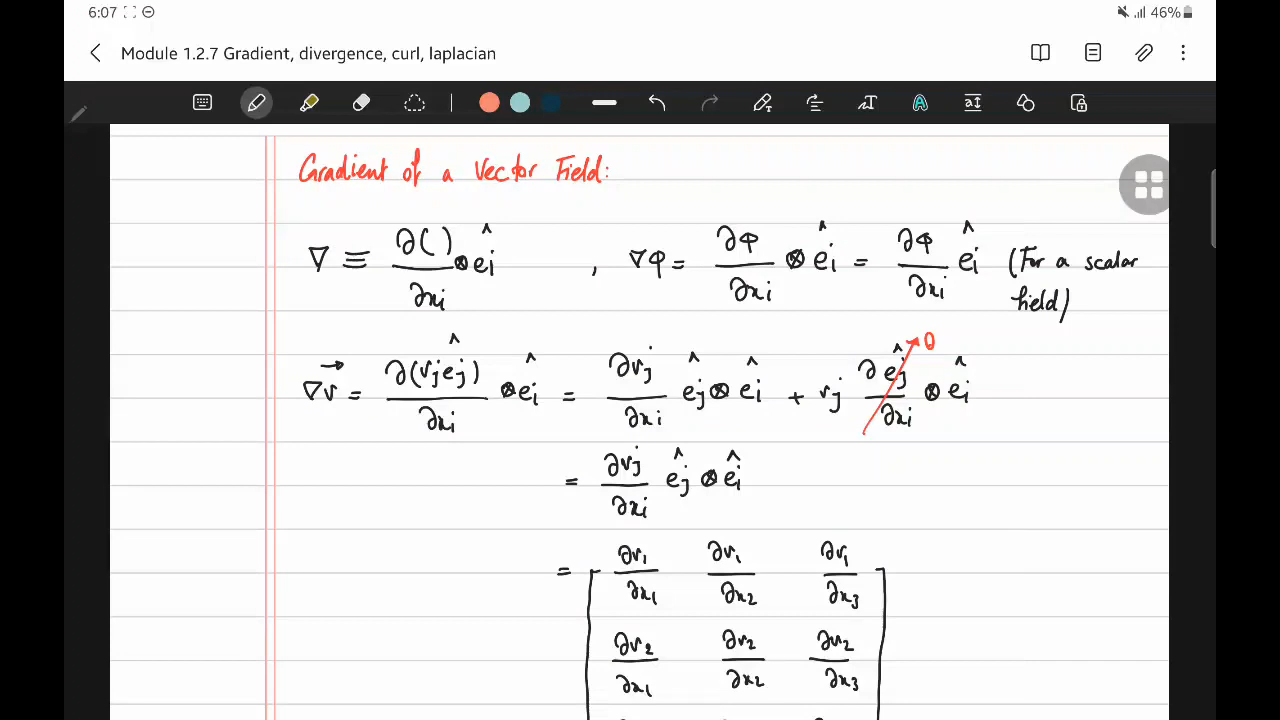 6:07
46%
Module 1.2.7 Gradient, divergence, curl, laplacian
Gradient of a Vector Field:
∇ ≡ ∂( )/∂xi ⊗ êi , ∇φ = ∂φ/∂xi ⊗ êi = ∂φ/∂xi êi (For a scalar field)
∇v⃗ = ∂(vj êj)/∂xi ⊗ êi = ∂vj/∂xi êj ⊗ êi + vj ∂êj/∂xi ⊗ êi 0
= ∂vj/∂xi êj ⊗ êi
= [ ∂v1/∂x1 ∂v1/∂x2 ∂v1/∂x3
∂v2/∂x1 ∂v2/∂x2 ∂v2/∂x3 ]